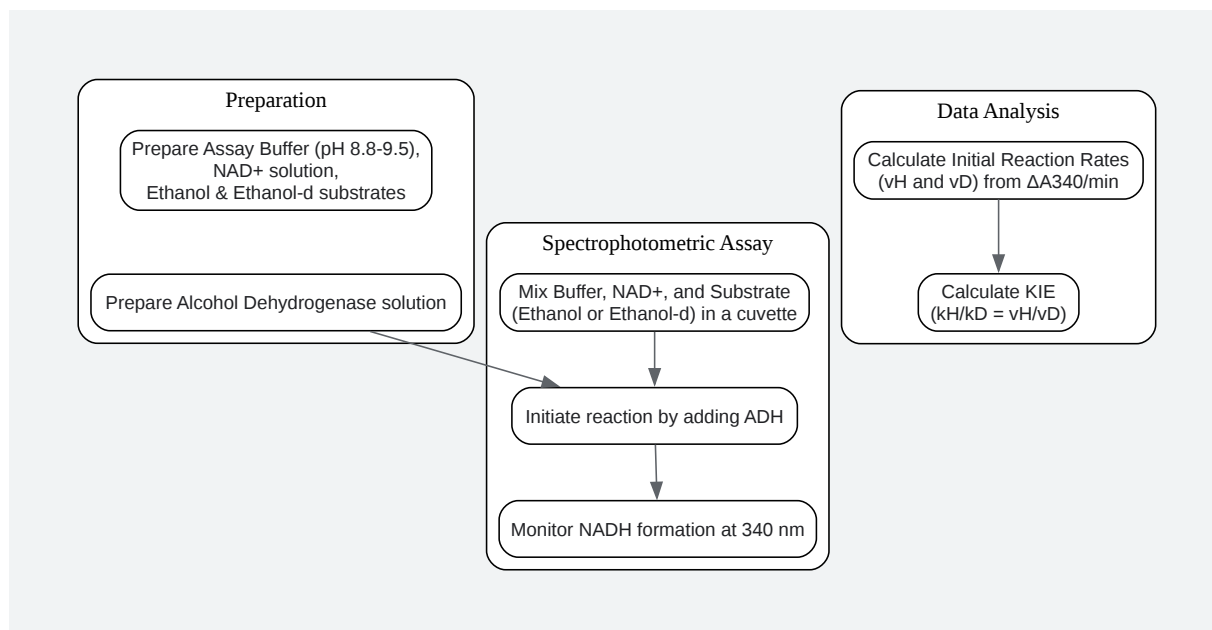 Preparation
Prepare Assay Buffer (pH 8.8-9.5),
NAD+ solution,
Ethanol & Ethanol-d substrates
Prepare Alcohol Dehydrogenase solution
Spectrophotometric Assay
Mix Buffer, NAD+, and Substrate
(Ethanol or Ethanol-d) in a cuvette
Initiate reaction by adding ADH
Monitor NADH formation at 340 nm
Data Analysis
Calculate Initial Reaction Rates
(vH and vD) from ΔA340/min
Calculate KIE
(kH/kD = vH/vD)